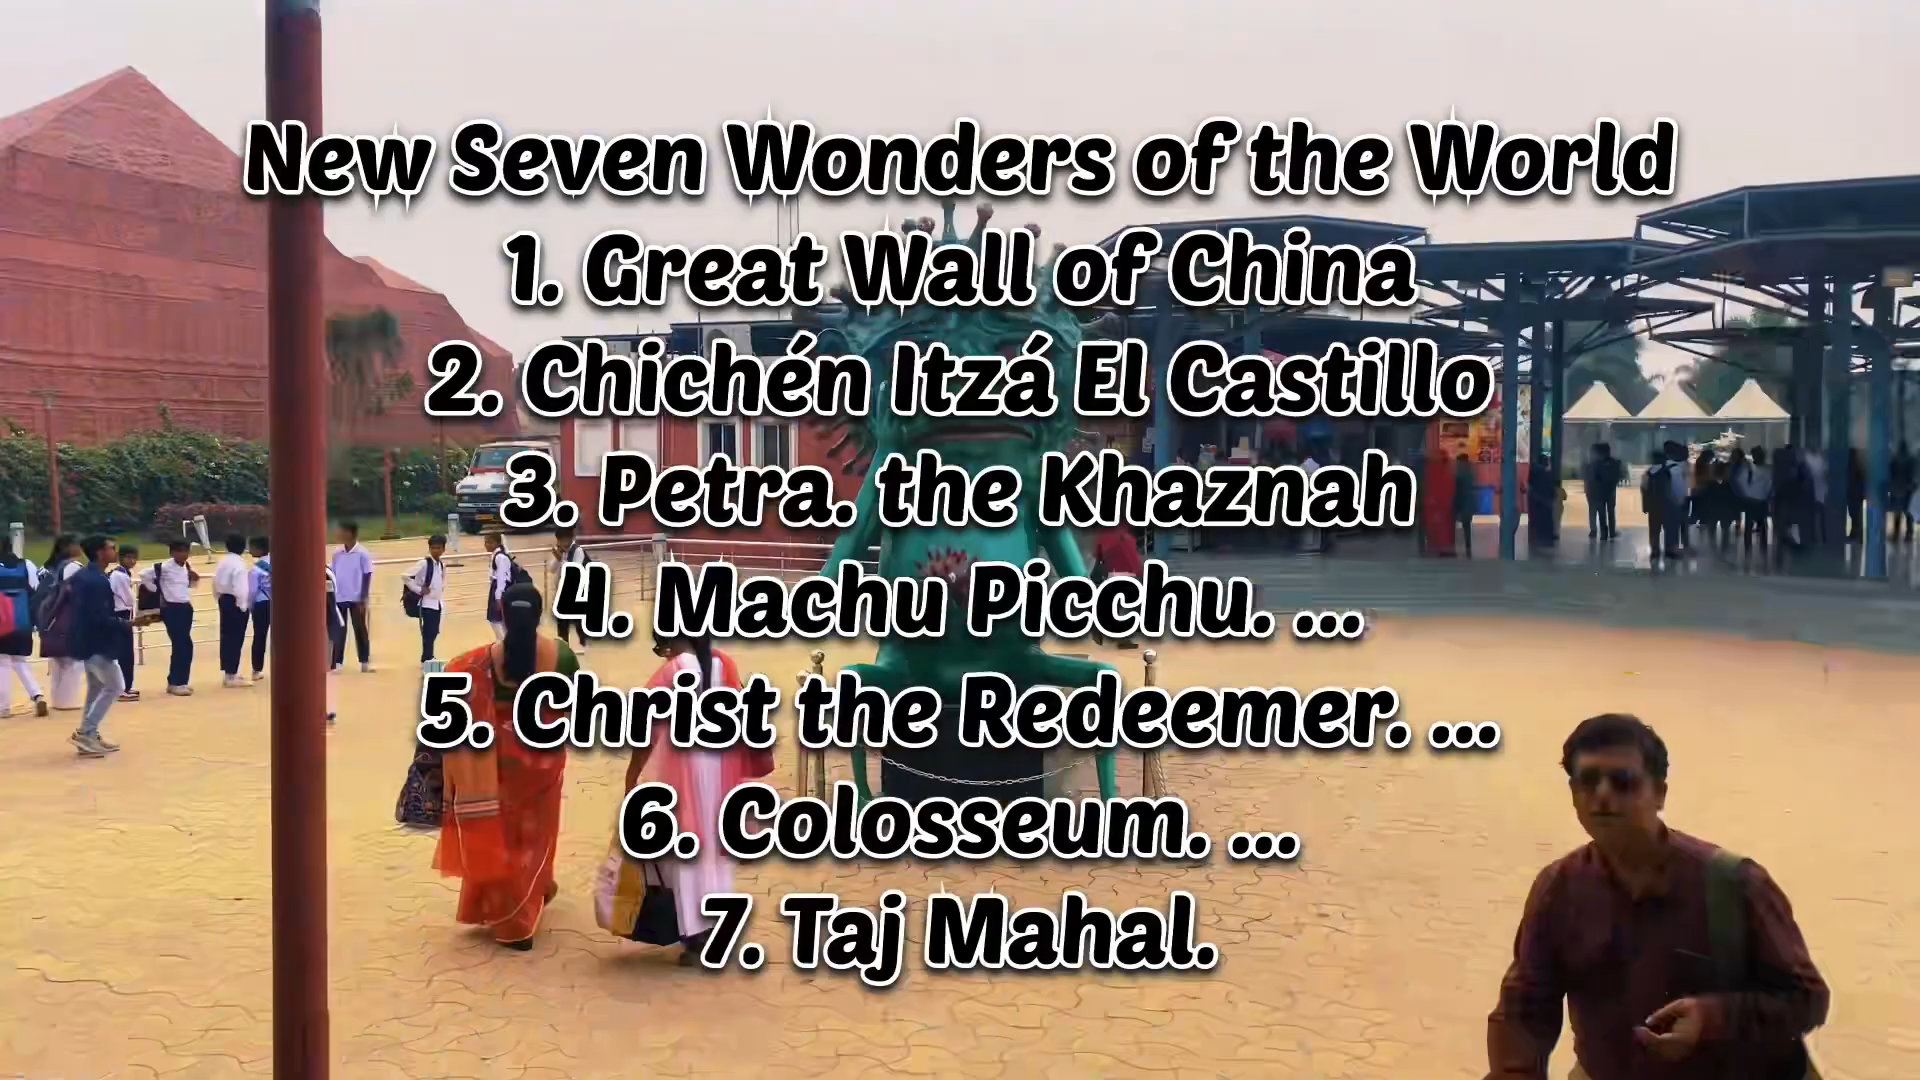 New Seven Wonders of the World
1. Great Wall of China
2. Chichén Itzá El Castillo
3. Petra. the Khaznah
4. Machu Picchu. ...
5. Christ the Redeemer. ...
6. Colosseum. ...
7. Taj Mahal.